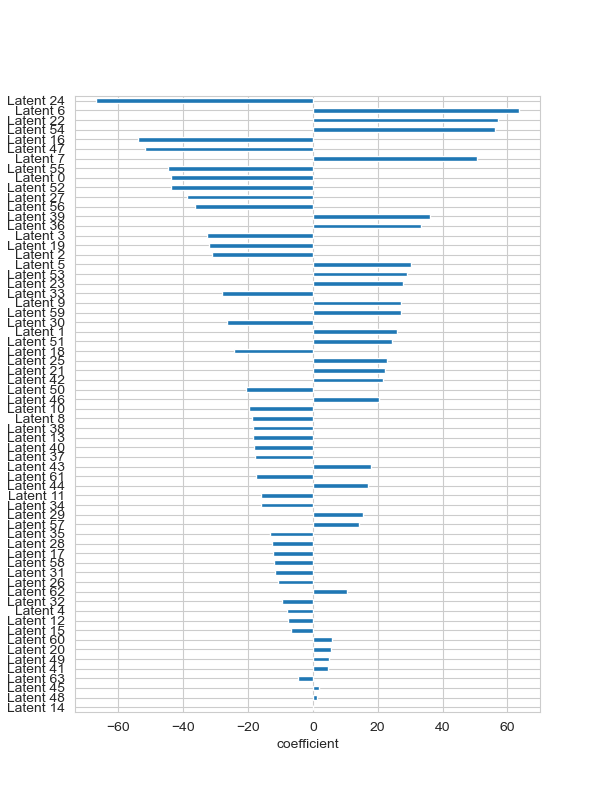 Latent 24
Latent 6
Latent 22
Latent 54
Latent 16
Latent 47
Latent 7
Latent 55
Latent 0
Latent 52
Latent 27
Latent 56
Latent 39
Latent 36
Latent 3
Latent 19
Latent 2
Latent 5
Latent 53
Latent 23
Latent 33
Latent 9
Latent 59
Latent 30
Latent 1
Latent 51
Latent 18
Latent 25
Latent 21
Latent 42
Latent 50
Latent 46
Latent 10
Latent 8
Latent 38
Latent 13
Latent 40
Latent 37
Latent 43
Latent 61
Latent 44
Latent 11
Latent 34
Latent 29
Latent 57
Latent 35
Latent 28
Latent 17
Latent 58
Latent 31
Latent 26
Latent 62
Latent 32
Latent 4
Latent 12
Latent 15
Latent 60
Latent 20
Latent 49
Latent 41
Latent 63
Latent 45
Latent 48
Latent 14
−60 −40 −20 0 20 40 60
coefficient